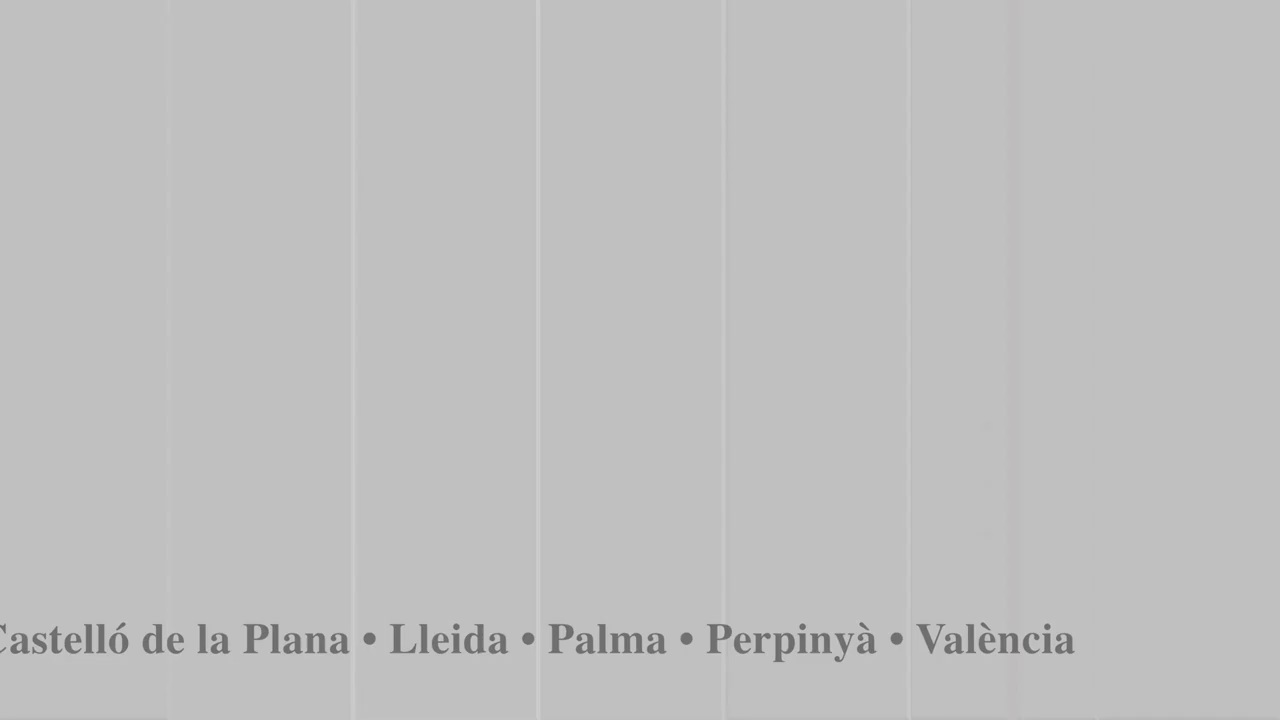 Castelló de la Plana • Lleida • Palma • Perpinyà • València